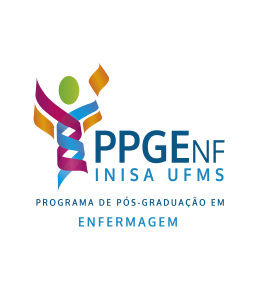 PPGENF
INISA UFMS
PROGRAMA DE PÓS-GRADUAÇÃO EM
ENFERMAGEM